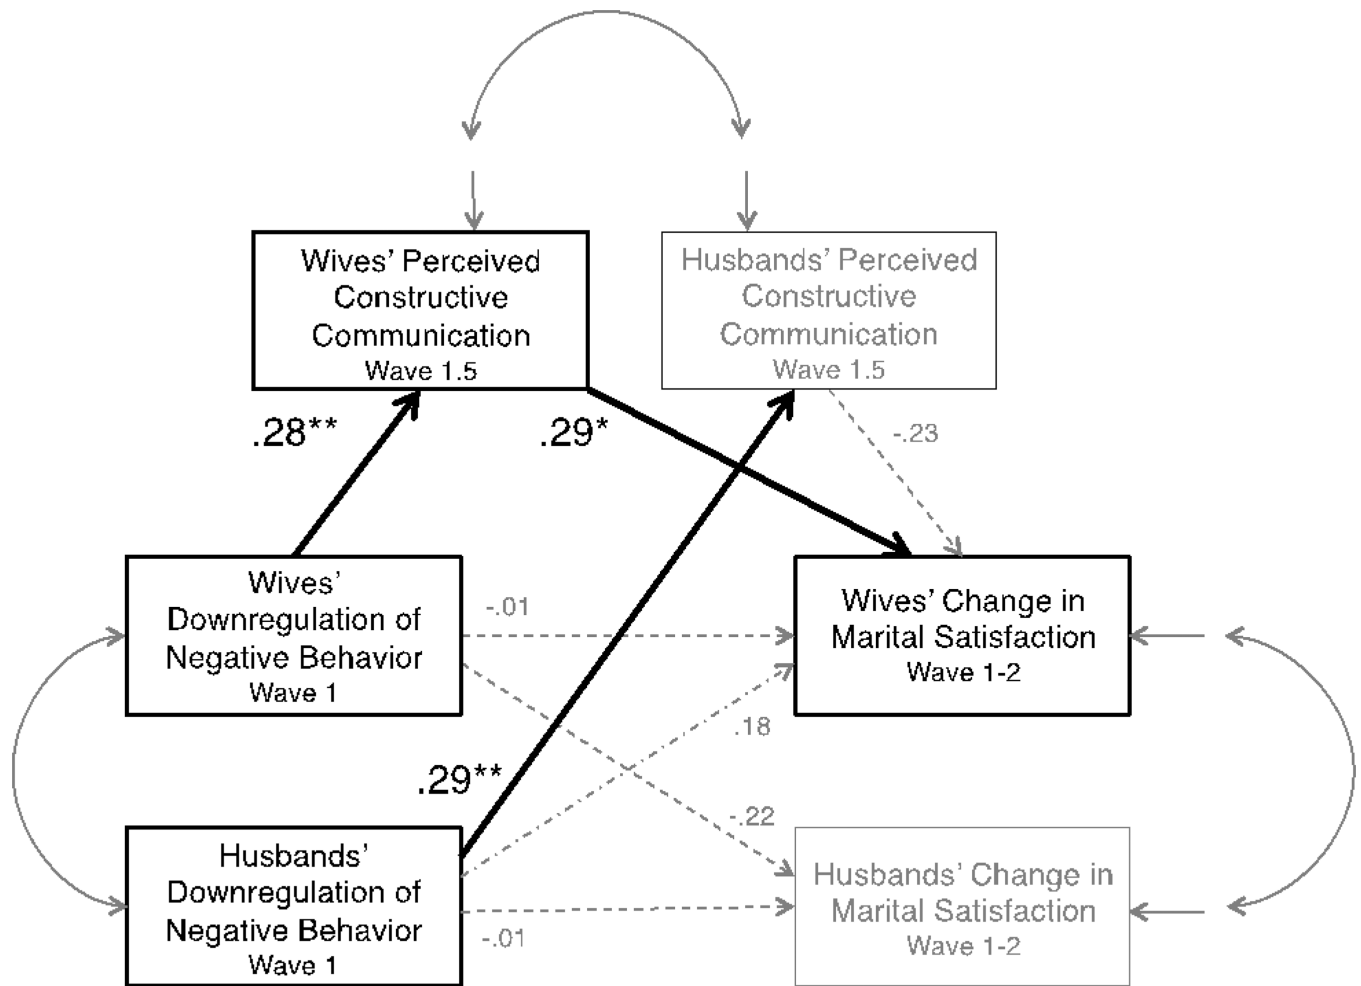 Wives’ Perceived
Constructive
Communication
Wave 1.5
Husbands’ Perceived
Constructive
Communication
Wave 1.5
.28**
.29*
-.23
Wives’
Downregulation of
Negative Behavior
Wave 1
-.01
Wives’ Change in
Marital Satisfaction
Wave 1-2
.18
.29**
-.22
Husbands’
Downregulation of
Negative Behavior
Wave 1
-.01
Husbands’ Change in
Marital Satisfaction
Wave 1-2